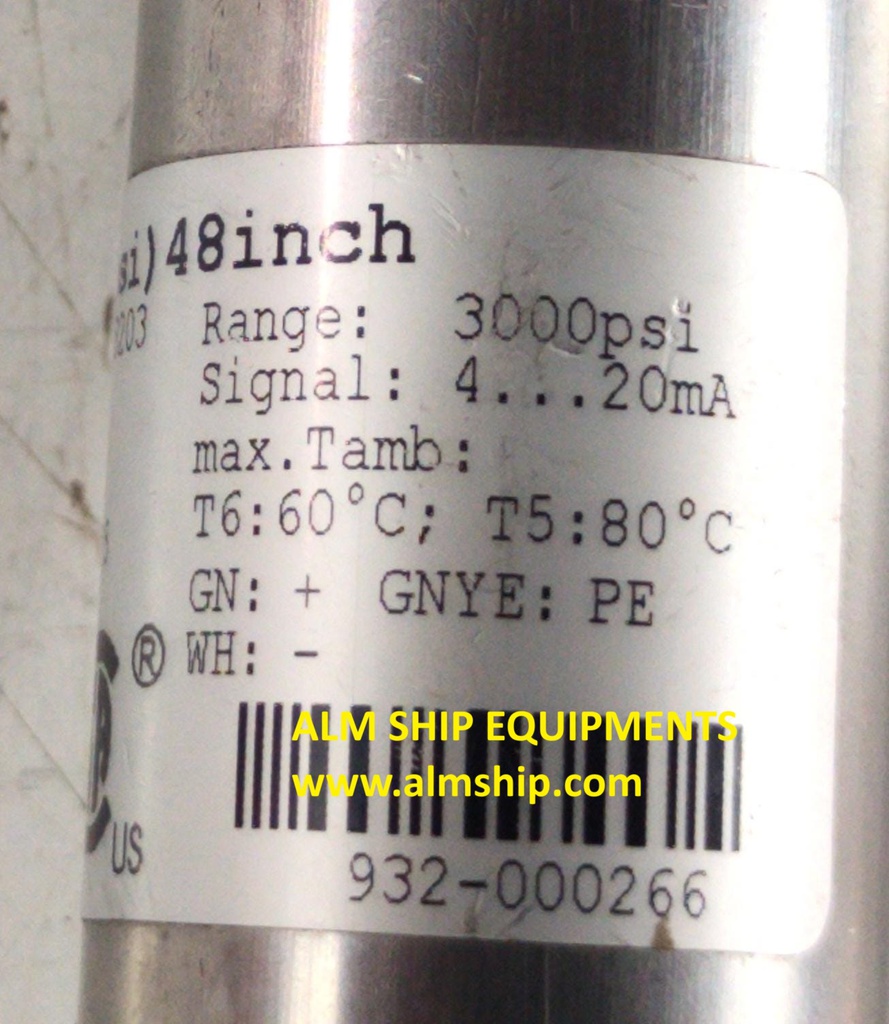 si)48inch
Range: 3000psi
Signal: 4...20mA
max.Tamb:
T6:60°C; T5:80°C
GN: + GNYE: PE
® WH: -
ALM SHIP EQUIPMENTS
www.almship.com
US
932-000266